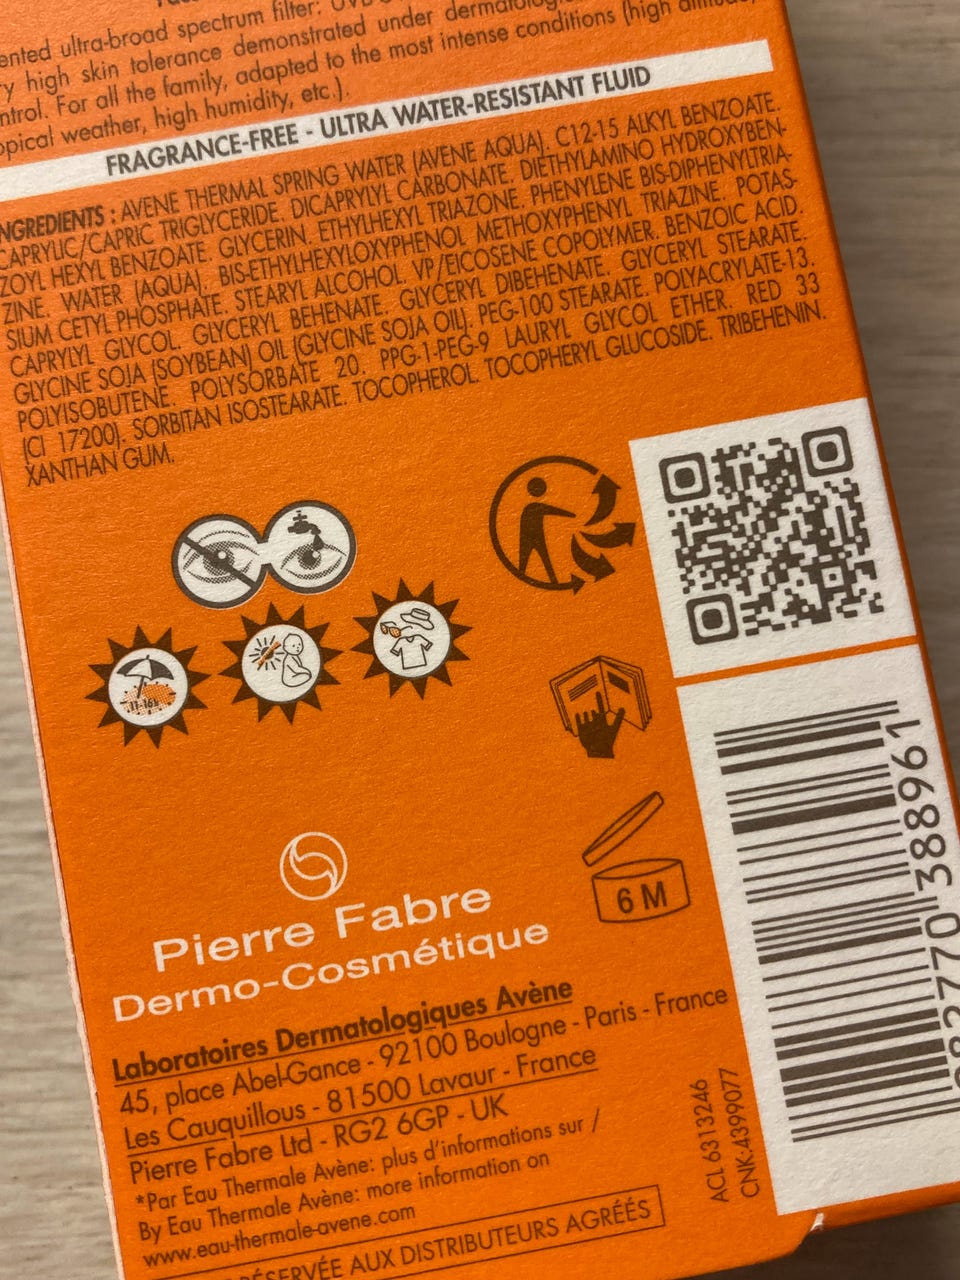 ented ultra-broad spectrum filter:
ry high skin tolerance demonstrated under
ntrol. For all the family, adapted to the most intense conditions (high altitude,
opical weather, high humidity, etc.).
FRAGRANCE-FREE - ULTRA WATER-RESISTANT FLUID
NGREDIENTS : AVENE THERMAL SPRING WATER (AVENE AQUA). C12-15 ALKYL BENZOATE.
CAPRYLIC/CAPRIC TRIGLYCERIDE. DICAPRYLYL CARBONATE. DIETHYLAMINO HYDROXYBEN-
ZOYL HEXYL BENZOATE. GLYCERIN. ETHYLHEXYL TRIAZONE. PHENYLENE BIS-DIPHENYLTRIA-
ZINE. WATER (AQUA). BIS-ETHYLHEXYLOXYPHENOL METHOXYPHENYL TRIAZINE. POTAS-
SIUM CETYL PHOSPHATE. STEARYL ALCOHOL. VP/EICOSENE COPOLYMER. BENZOIC ACID.
CAPRYLYL GLYCOL. GLYCERYL BEHENATE. GLYCERYL DIBEHENATE. GLYCERYL STEARATE.
GLYCINE SOJA (SOYBEAN) OIL (GLYCINE SOJA OIL). PEG-100 STEARATE. POLYACRYLATE-13.
POLYISOBUTENE. POLYSORBATE 20. PPG-1-PEG-9 LAURYL GLYCOL ETHER. RED 33
(CI 17200). SORBITAN ISOSTEARATE. TOCOPHEROL. TOCOPHERYL GLUCOSIDE. TRIBEHENIN.
XANTHAN GUM.
11-16h
6 M
Pierre Fabre
Dermo-Cosmétique
Laboratoires Dermatologiques Avène
45, place Abel-Gance - 92100 Boulogne - Paris - France
Les Cauquillous - 81500 Lavaur - France
Pierre Fabre Ltd - RG2 6GP - UK
*Par Eau Thermale Avène: plus d'informations sur /
By Eau Thermale Avène: more information on
www.eau-thermale-avene.com
RÉSERVÉE AUX DISTRIBUTEURS AGRÉÉS
ACL 6313246
CNK:4399077
282770 388961